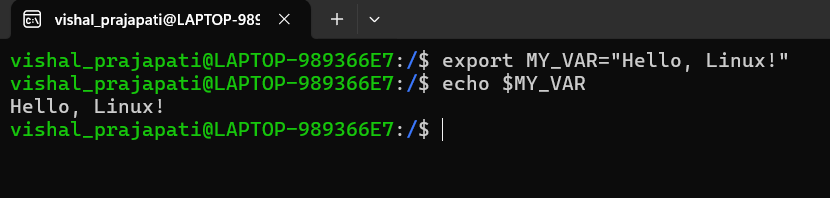 vishal_prajapati@LAPTOP-989
vishal_prajapati@LAPTOP-989366E7:/$ export MY_VAR="Hello, Linux!"
vishal_prajapati@LAPTOP-989366E7:/$ echo $MY_VAR
Hello, Linux!
vishal_prajapati@LAPTOP-989366E7:/$